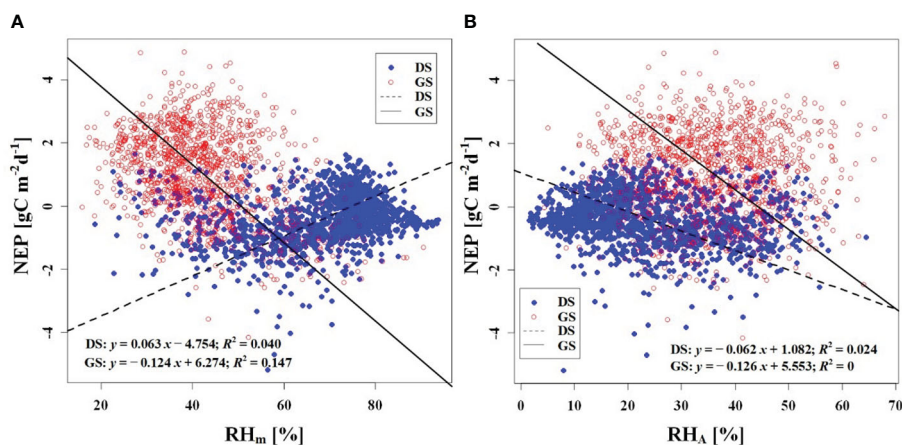 A
NEP [gC m⁻²d⁻¹]
4
2
0
-2
-4
DS
GS
DS
GS
DS: y = 0.063 x − 4.754; R² = 0.040
GS: y = −0.124 x + 6.274; R² = 0.147
20 40 60 80
RHm [%]
B
NEP [gC m⁻²d⁻¹]
4
2
0
-2
-4
DS
GS
DS
GS
DS: y = − 0.062 x + 1.082; R² = 0.024
GS: y = − 0.126 x + 5.553; R² = 0
0 10 20 30 40 50 60 70
RHA [%]